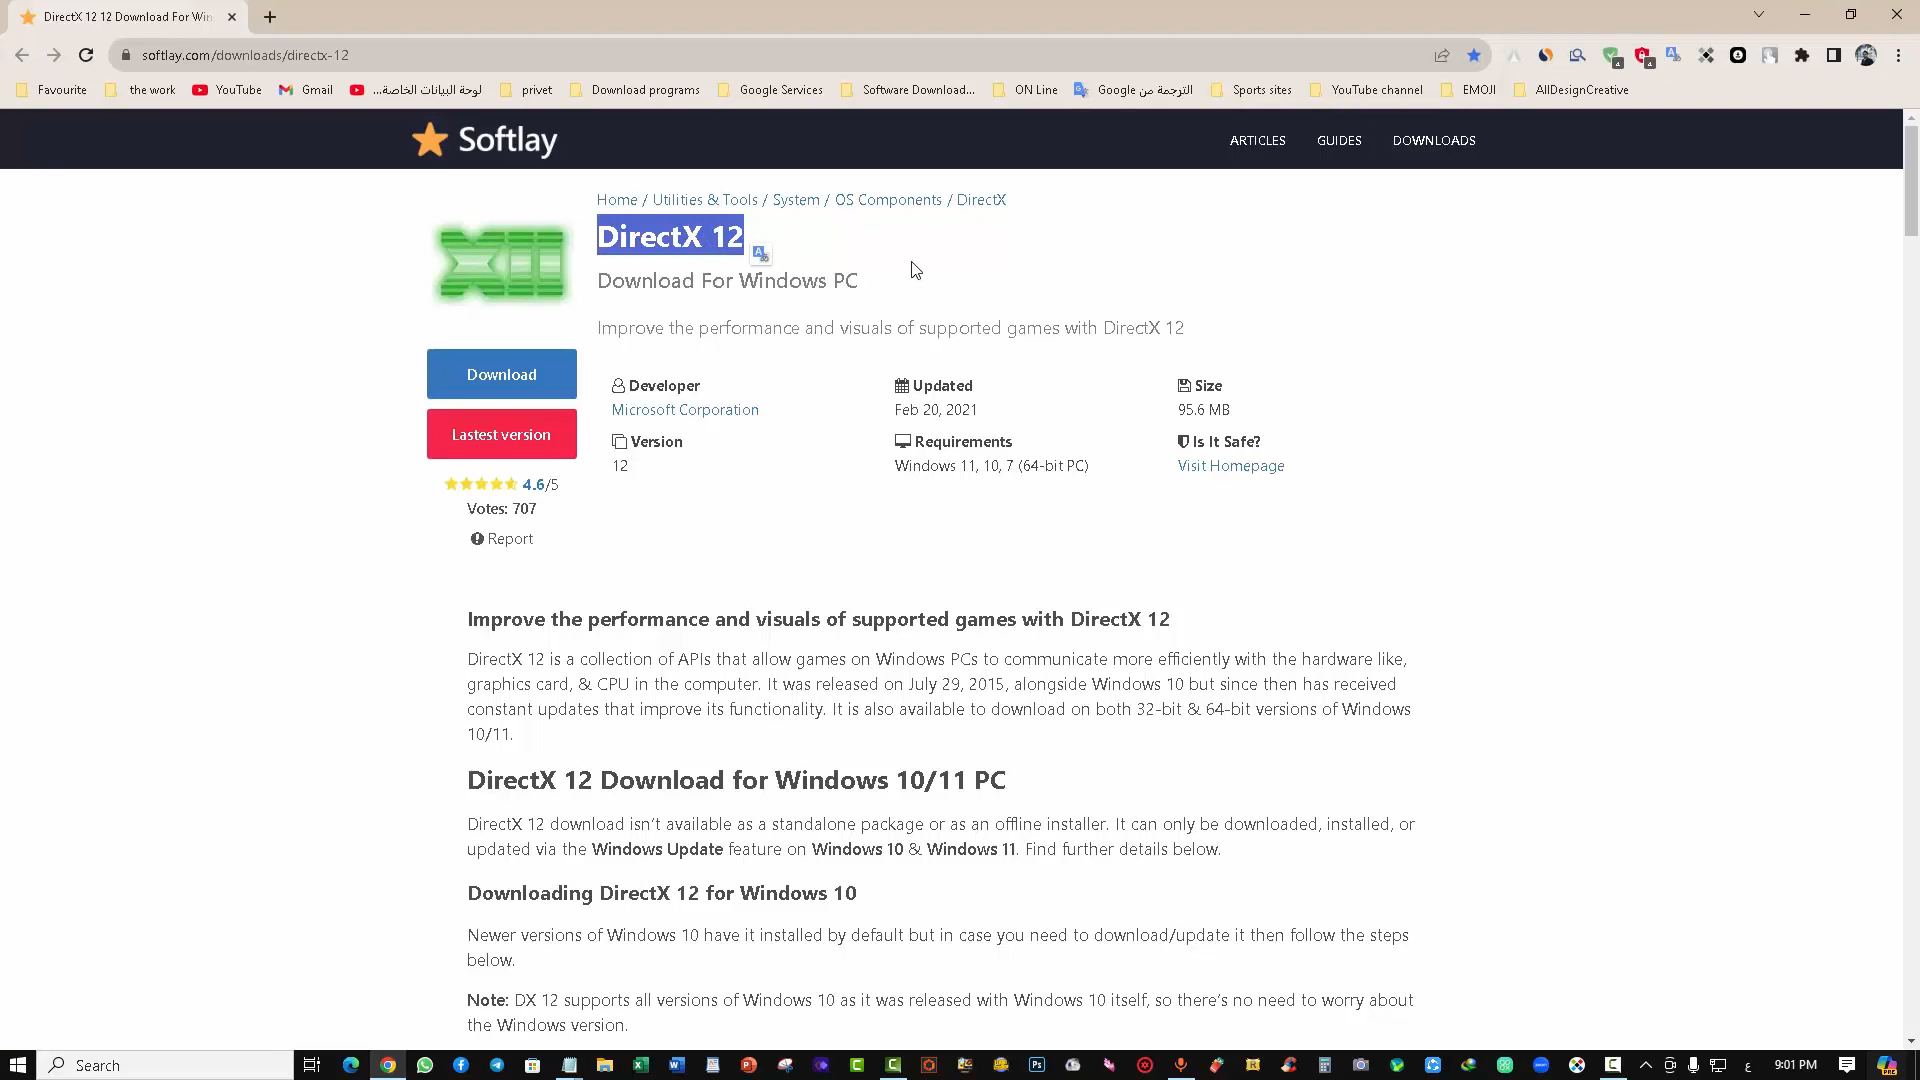 DirectX 12 12 Download For Win
softlay.com/downloads/directx-12
Favourite
the work
YouTube
Gmail
لوحة البيانات الخاصة...
privet
Download programs
Google Services
Software Download...
ON Line
الترجمة من Google
Sports sites
YouTube channel
EMOJI
AllDesignCreative
Softlay
ARTICLES
GUIDES
DOWNLOADS
Home / Utilities & Tools / System / OS Components / DirectX
DirectX 12
Download For Windows PC
Improve the performance and visuals of supported games with DirectX 12
Download
Lastest version
4.6/5
Votes: 707
Report
Developer
Microsoft Corporation
Updated
Feb 20, 2021
Size
95.6 MB
Version
12
Requirements
Windows 11, 10, 7 (64-bit PC)
Is It Safe?
Visit Homepage
Improve the performance and visuals of supported games with DirectX 12
DirectX 12 is a collection of APIs that allow games on Windows PCs to communicate more efficiently with the hardware like,
graphics card, & CPU in the computer. It was released on July 29, 2015, alongside Windows 10 but since then has received
constant updates that improve its functionality. It is also available to download on both 32-bit & 64-bit versions of Windows
10/11.
DirectX 12 Download for Windows 10/11 PC
DirectX 12 download isn't available as a standalone package or as an offline installer. It can only be downloaded, installed, or
updated via the Windows Update feature on Windows 10 & Windows 11. Find further details below.
Downloading DirectX 12 for Windows 10
Newer versions of Windows 10 have it installed by default but in case you need to download/update it then follow the steps
below.
Note: DX 12 supports all versions of Windows 10 as it was released with Windows 10 itself, so there's no need to worry about
the Windows version.
Search
ع
9:01 PM